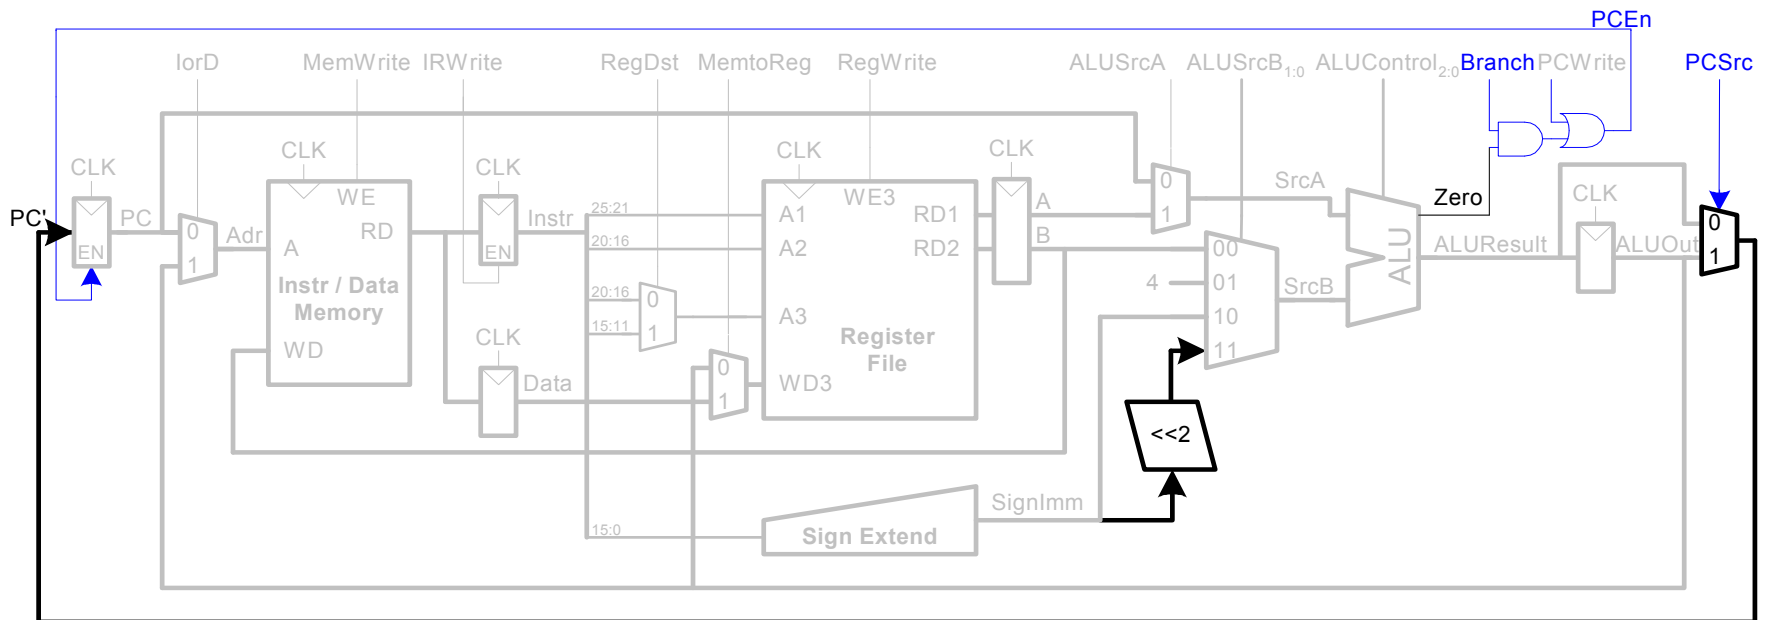 PCEn
IorD MemWrite IRWrite RegDst MemtoReg RegWrite ALUSrcA ALUSrcB1:0 ALUControl2:0 Branch PCWrite PCSrc
CLK CLK CLK CLK CLK CLK
PC' PC EN
0 1 Adr
WE A RD Instr / Data Memory WD
EN Instr
CLK Data
25:21
20:16
20:16
15:11
15:0
0 1
0 1
A1 A2 A3 WD3 WE3 RD1 RD2 Register File
A
B
0 1 SrcA
4
00 01 10 11 SrcB
<<2
SignImm
Sign Extend
ALU Zero ALUResult
CLK ALUOut
0 1